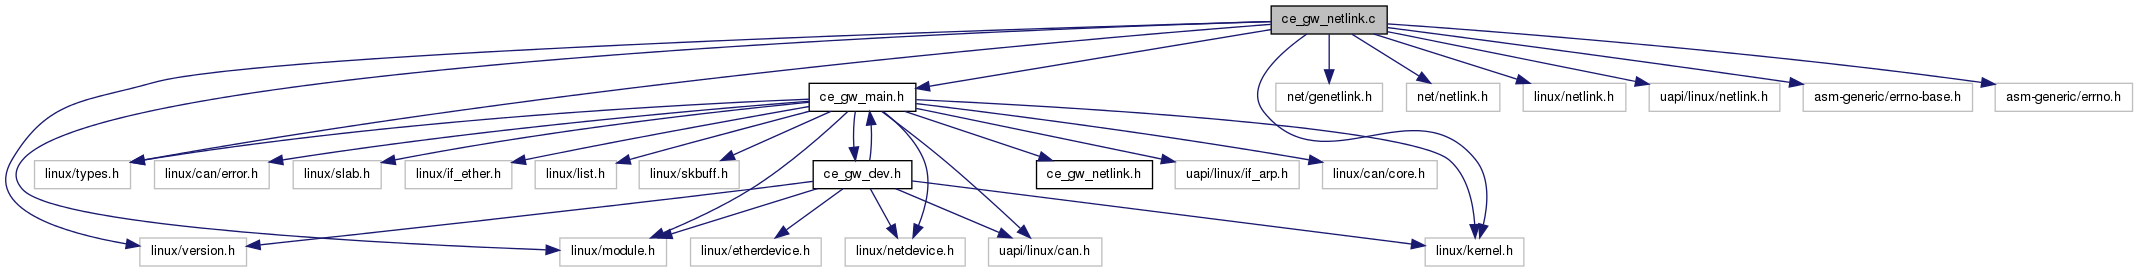 ce_gw_netlink.c
ce_gw_main.h
net/genetlink.h
net/netlink.h
linux/netlink.h
uapi/linux/netlink.h
asm-generic/errno-base.h
asm-generic/errno.h
linux/types.h
linux/can/error.h
linux/slab.h
linux/if_ether.h
linux/list.h
linux/skbuff.h
ce_gw_dev.h
ce_gw_netlink.h
uapi/linux/if_arp.h
linux/can/core.h
linux/version.h
linux/module.h
linux/etherdevice.h
linux/netdevice.h
uapi/linux/can.h
linux/kernel.h